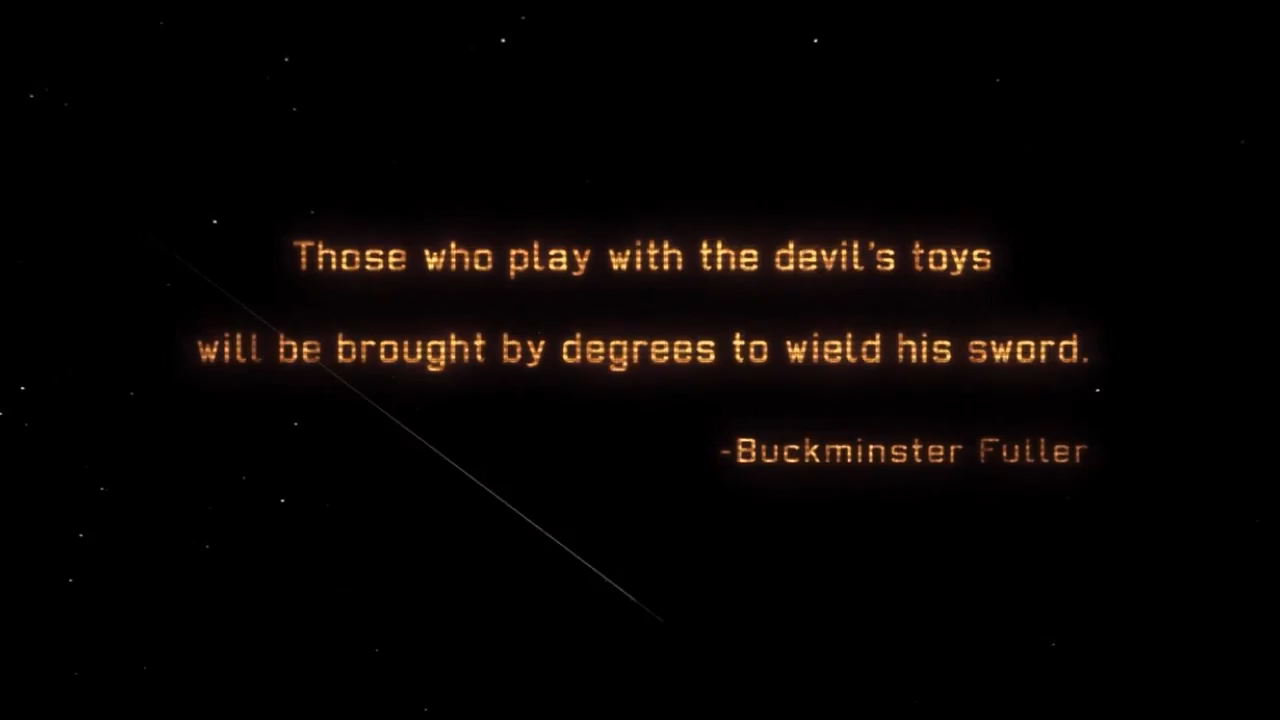 Those who play with the devil's toys
will be brought by degrees to wield his sword.
-Buckminster Fuller